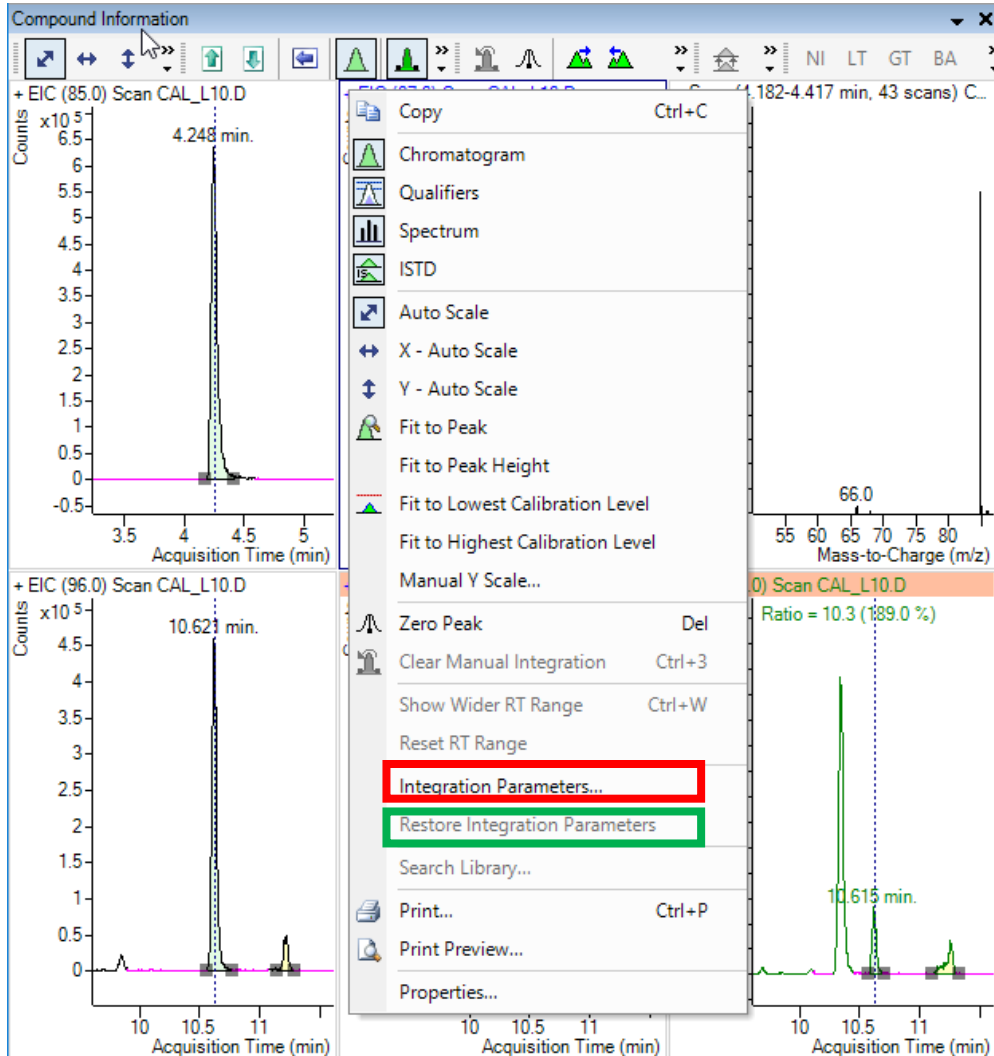 Compound Information
NI LT GT BA
+ EIC (85.0) Scan CAL_L10.D
Counts
x10 5
6.5
6
5.5
5
4.5
4
3.5
3
2.5
2
1.5
1
0.5
0
-0.5
4.248 min.
3.5 4 4.5 5
Acquisition Time (min)
4.182-4.417 min, 43 scans) C...
66.0
55 60 65 70 75 80
Mass-to-Charge (m/z)
Copy Ctrl+C
Chromatogram
Qualifiers
Spectrum
IS ISTD
Auto Scale
X - Auto Scale
Y - Auto Scale
Fit to Peak
Fit to Peak Height
Fit to Lowest Calibration Level
Fit to Highest Calibration Level
Manual Y Scale...
Zero Peak Del
Clear Manual Integration Ctrl+3
Show Wider RT Range Ctrl+W
Reset RT Range
Integration Parameters...
Restore Integration Parameters
Search Library...
Print... Ctrl+P
Print Preview...
Properties...
+ EIC (96.0) Scan CAL_L10.D
Counts
x10 5
4.5
4
3.5
3
2.5
2
1.5
1
0.5
0
10.621 min.
10 10.5 11
Acquisition Time (min)
10 10.5 11
Acquisition Time (min)
.0) Scan CAL_L10.D
Ratio = 10.3 (189.0 %)
10.615 min.
10 10.5 11
Acquisition Time (min)